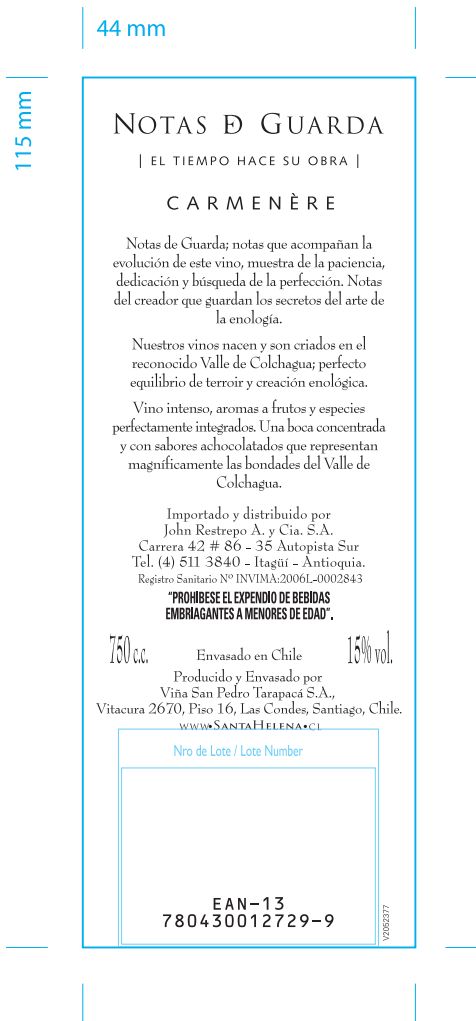 44 mm
115 mm
NOTAS D GUARDA
| EL TIEMPO HACE SU OBRA |
CARMENÈRE
Notas de Guarda; notas que acompañan la
evolución de este vino, muestra de la paciencia,
dedicación y búsqueda de la perfección. Notas
del creador que guardan los secretos del arte de
la enología.
Nuestros vinos nacen y son criados en el
reconocido Valle de Colchagua; perfecto
equilibrio de terroir y creación enológica.
Vino intenso, aromas a frutos y especies
perfectamente integrados. Una boca concentrada
y con sabores achocolatados que representan
magníficamente las bondades del Valle de
Colchagua.
Importado y distribuido por
John Restrepo A. y Cia. S.A.
Carrera 42 # 86 - 35 Autopista Sur
Tel. (4) 511 3840 - Itagüí - Antioquia.
Registro Sanitario Nº INVIMA:2006L-0002843
"PROHÍBESE EL EXPENDIO DE BEBIDAS
EMBRIAGANTES A MENORES DE EDAD".
750 c.c. Envasado en Chile 15% vol.
Producido y Envasado por
Viña San Pedro Tarapacá S.A.,
Vitacura 2670, Piso 16, Las Condes, Santiago, Chile.
WWW•SANTAHELENA•CL
Nro de Lote / Lote Number
EAN-13
780430012729-9
V2052377